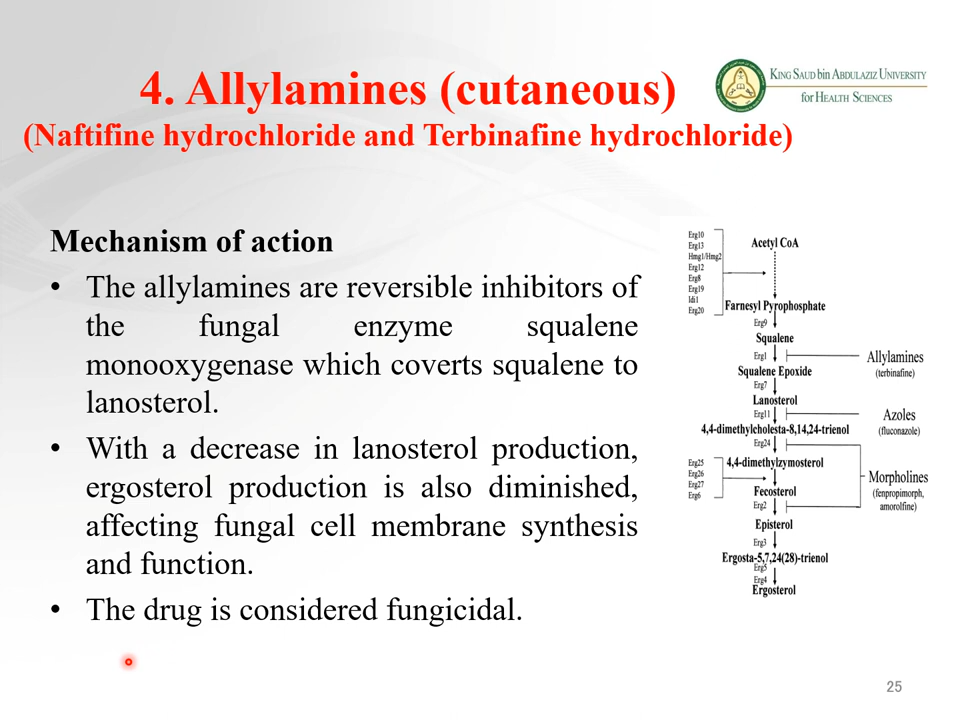 4. Allylamines (cutaneous)
(Naftifine hydrochloride and Terbinafine hydrochloride)
KING SAUD bin ABDULAZIZ UNIVERSITY
for HEALTH SCIENCES
Mechanism of action
• The allylamines are reversible inhibitors of
the fungal enzyme squalene
monooxygenase which coverts squalene to
lanosterol.
• With a decrease in lanosterol production,
ergosterol production is also diminished,
affecting fungal cell membrane synthesis
and function.
• The drug is considered fungicidal.
Erg10
Erg13
Hmg1/Hmg2
Erg12
Erg8
Erg19
Idi1
Erg20
Acetyl CoA
Farnesyl Pyrophosphate
Erg9
Squalene
Erg1
Allylamines
(terbinafine)
Squalene Epoxide
Erg7
Lanosterol
Erg11
Azoles
(fluconazole)
4,4-dimethylcholesta-8,14,24-trienol
Erg24
4,4-dimethylzymosterol
Erg25
Erg26
Erg27
Erg6
Morpholines
(fenpropimorph,
amorolfine)
Fecosterol
Erg2
Episterol
Erg3
Ergosta-5,7,24(28)-trienol
Erg5
Erg4
Ergosterol
25